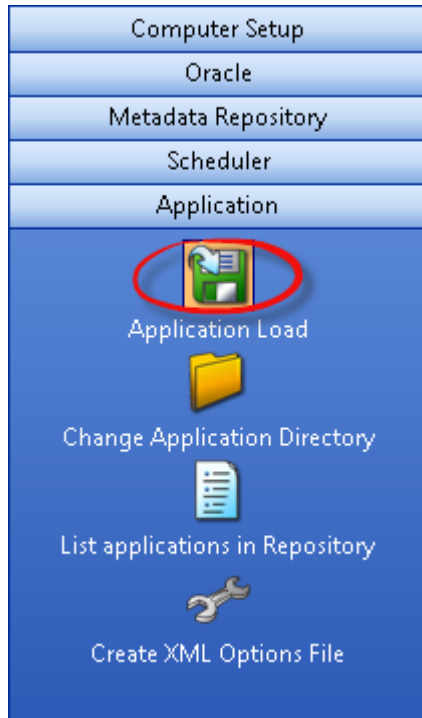 Computer Setup
Oracle
Metadata Repository
Scheduler
Application
Application Load
Change Application Directory
List applications in Repository
Create XML Options File